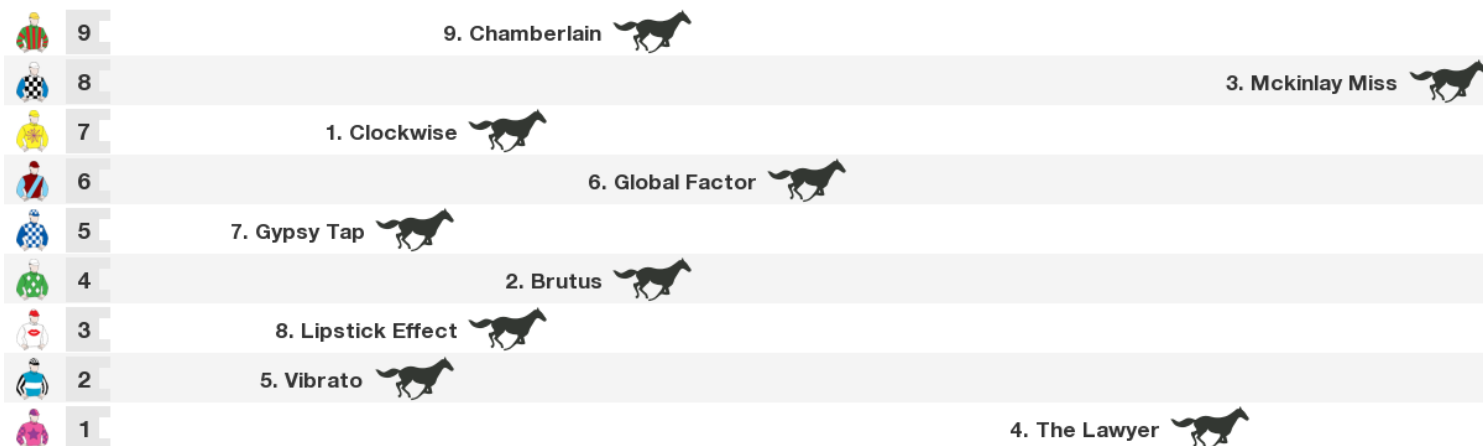 9 9. Chamberlain
8 3. Mckinlay Miss
7 1. Clockwise
6 6. Global Factor
5 7. Gypsy Tap
4 2. Brutus
3 8. Lipstick Effect
2 5. Vibrato
1 4. The Lawyer